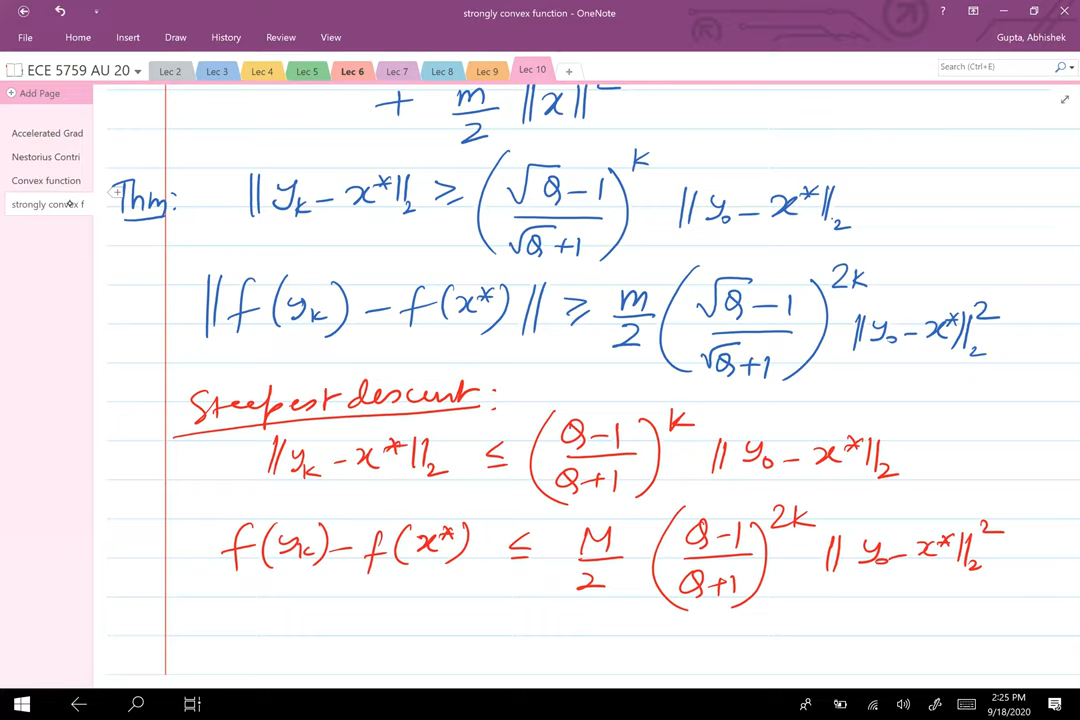 strongly convex function - OneNote
?
Gupta, Abhishek
File Home Insert Draw History Review View
ECE 5759 AU 20 Lec 2 Lec 3 Lec 4 Lec 5 Lec 6 Lec 7 Lec 8 Lec 9 Lec 10 +
Search (Ctrl+E)
Add Page
Accelerated Grad
Nestorius Contri
Convex function
strongly convex f
+ m/2 ||x||^2
Thm: ||y_k - x*||_2 ≥ ((√Q - 1)/(√Q + 1))^k ||y_0 - x*||_2
||f(y_k) - f(x*)|| ≥ m/2 ((√Q - 1)/(√Q + 1))^{2k} ||y_0 - x*||_2^2
Steepest descent:
||y_k - x*||_2 ≤ ((Q-1)/(Q+1))^k ||y_0 - x*||_2
f(y_k) - f(x*) ≤ M/2 ((Q-1)/(Q+1))^{2k} ||y_0 - x*||_2^2
2:25 PM
9/18/2020